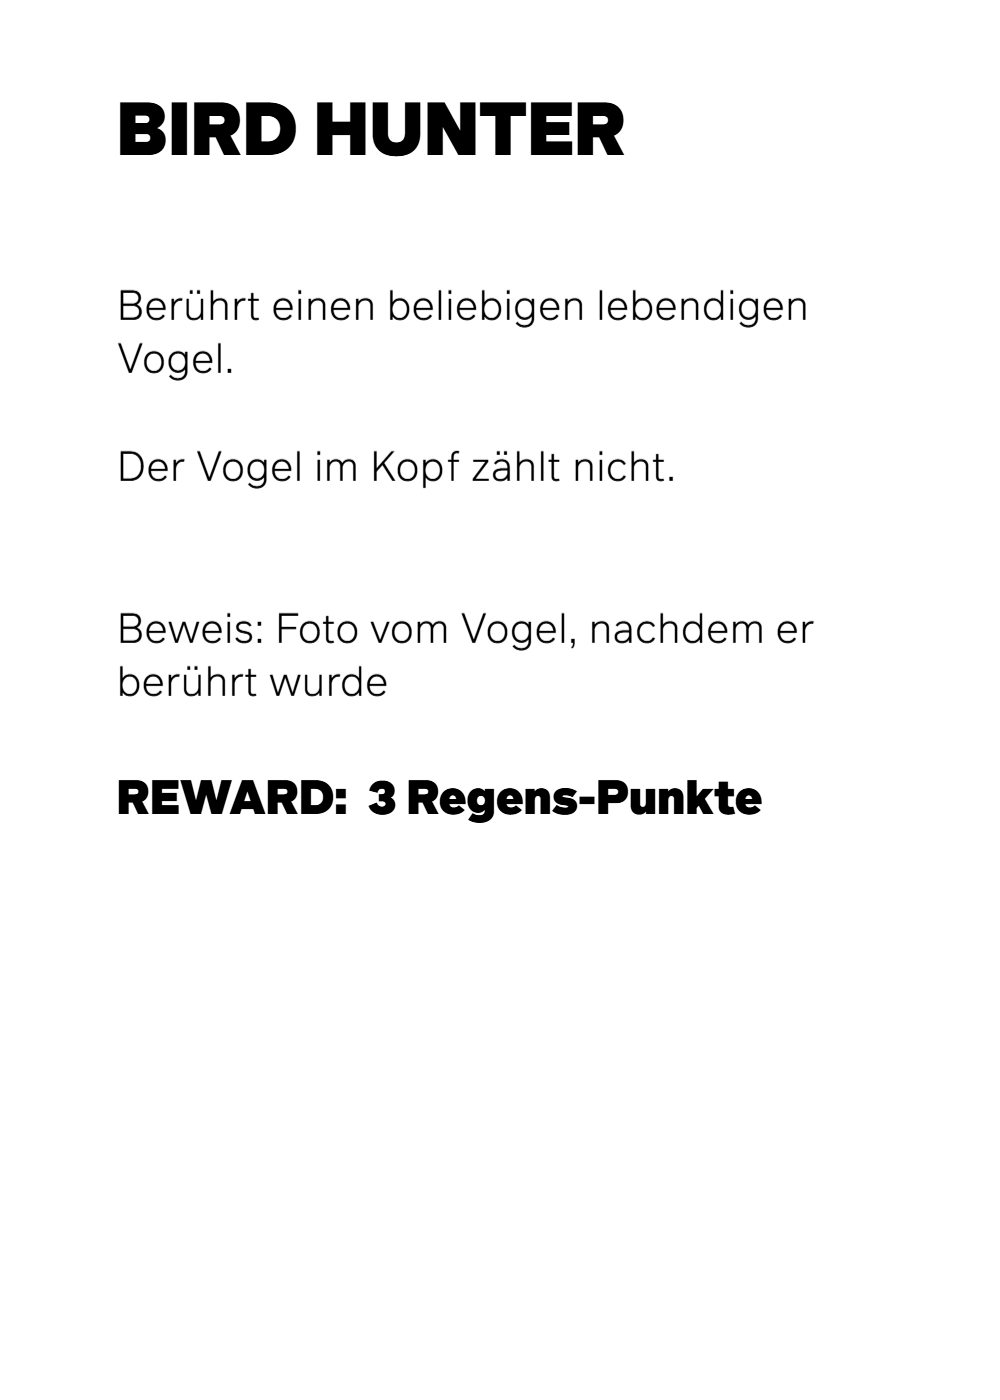 BIRD HUNTER
Berührt einen beliebigen lebendigen
Vogel.
Der Vogel im Kopf zählt nicht.
Beweis: Foto vom Vogel, nachdem er
berührt wurde
REWARD: 3 Regens-Punkte